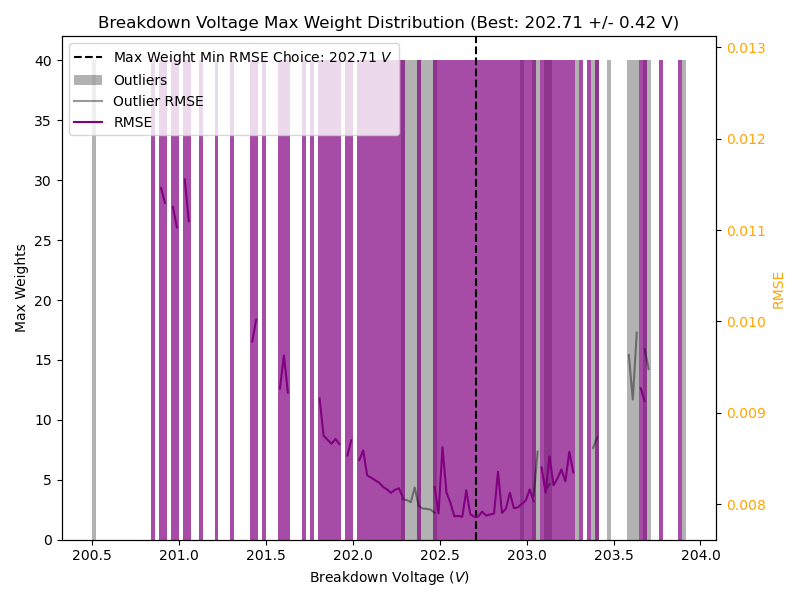 Breakdown Voltage Max Weight Distribution (Best: 202.71 +/- 0.42 V)
Max Weight Min RMSE Choice: 202.71 V
Outliers
Outlier RMSE
RMSE
40
35
30
25
20
15
10
5
0
Max Weights
0.013
0.012
0.011
0.010
0.009
0.008
RMSE
200.5 201.0 201.5 202.0 202.5 203.0 203.5 204.0
Breakdown Voltage (V)